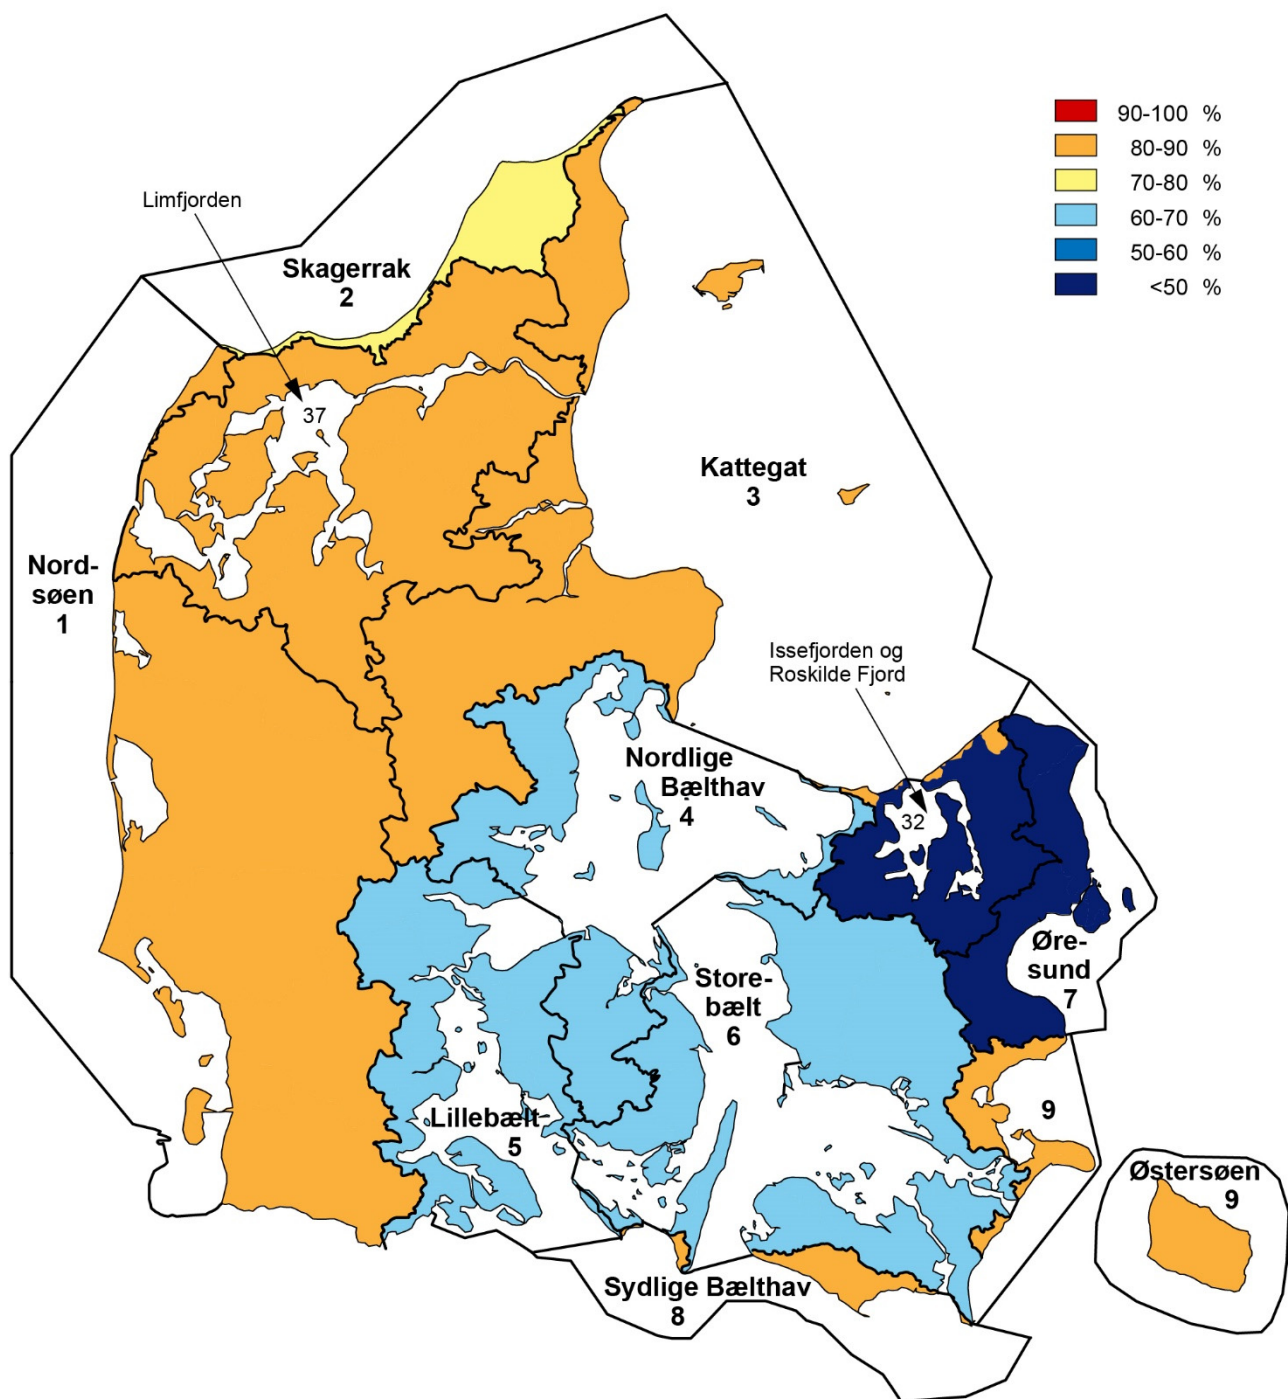 90-100 %
80-90 %
70-80 %
60-70 %
50-60 %
<50 %
Limfjorden
Skagerrak
2
37
Kattegat
3
Nord-
søen
1
Issefjorden og
Roskilde Fjord
Nordlige
Bælthav
4
32
Øre-
sund
7
Store-
bælt
6
Lillebælt
5
9
Østersøen
9
Sydlige Bælthav
8